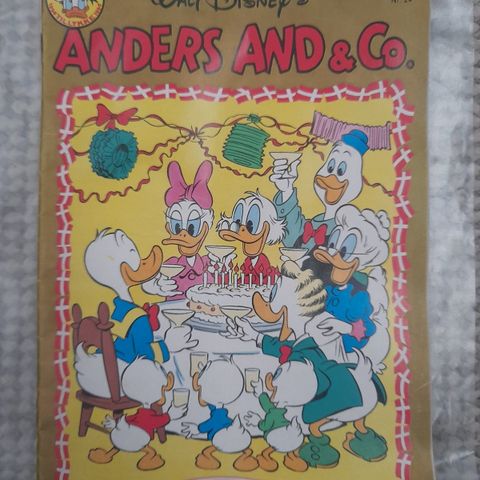 WALT DISNEY'S
ANDERS AND & Co.